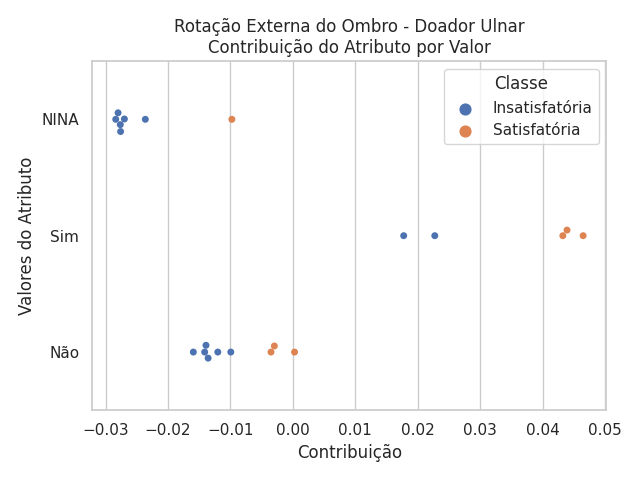 Rotação Externa do Ombro - Doador Ulnar
Contribuição do Atributo por Valor
Classe
Insatisfatória
Satisfatória
Valores do Atributo
NINA
Sim
Não
−0.03 −0.02 −0.01 0.00 0.01 0.02 0.03 0.04 0.05
Contribuição